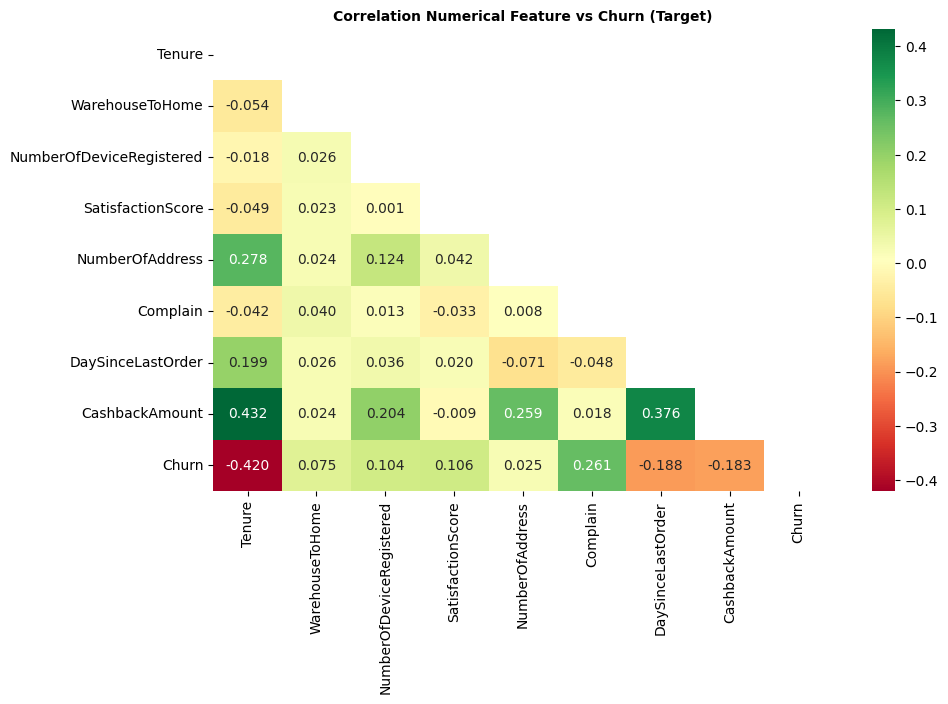 Correlation Numerical Feature vs Churn (Target)
Tenure
WarehouseToHome -0.054
NumberOfDeviceRegistered -0.018 0.026
SatisfactionScore -0.049 0.023 0.001
NumberOfAddress 0.278 0.024 0.124 0.042
Complain -0.042 0.040 0.013 -0.033 0.008
DaySinceLastOrder 0.199 0.026 0.036 0.020 -0.071 -0.048
CashbackAmount 0.432 0.024 0.204 -0.009 0.259 0.018 0.376
Churn -0.420 0.075 0.104 0.106 0.025 0.261 -0.188 -0.183
Tenure
WarehouseToHome
NumberOfDeviceRegistered
SatisfactionScore
NumberOfAddress
Complain
DaySinceLastOrder
CashbackAmount
Churn
0.4
0.3
0.2
0.1
0.0
−0.1
−0.2
−0.3
−0.4